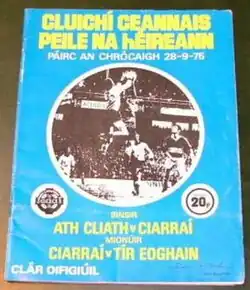 CLUICHÍ CEANNAIS
PEILE NA hÉIREANN
PÁIRC AN CHRÓCAIGH 28-9-75
20p
SINSIR
ATH CLIATH v CIARRAÍ
MIONÚIR
CIARRAÍ v TÍR EOGHAIN
CLÁR OIFIGIÚIL